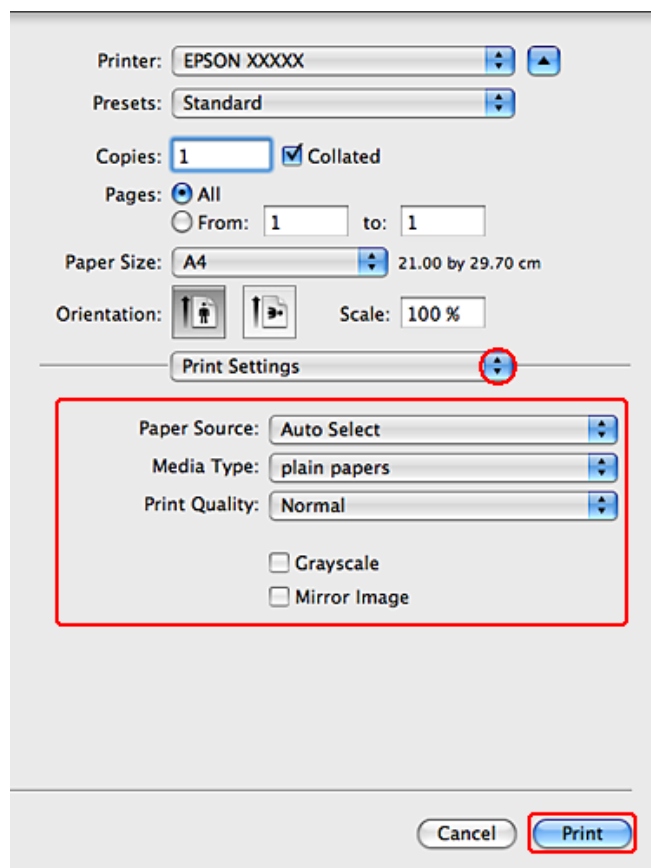 Printer: EPSON XXXXX
Presets: Standard
Copies: 1 Collated
Pages: All
From: 1 to: 1
Paper Size: A4 21.00 by 29.70 cm
Orientation: Scale: 100 %
Print Settings
Paper Source: Auto Select
Media Type: plain papers
Print Quality: Normal
Grayscale
Mirror Image
Cancel Print